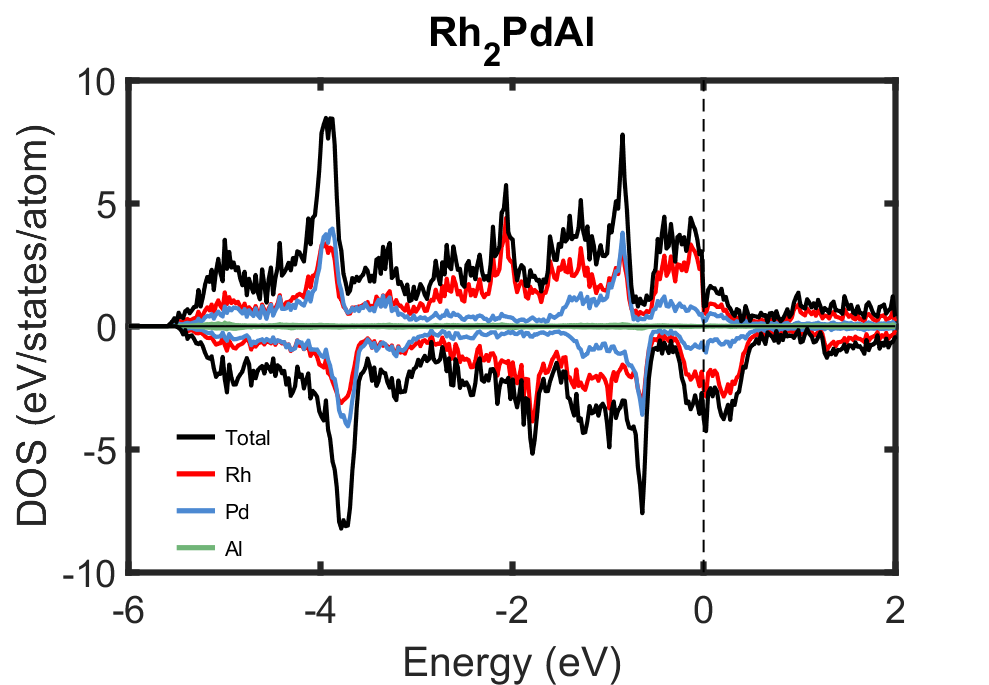 Rh₂PdAl
DOS (eV/states/atom)
10
5
0
-5
-10
Total
Rh
Pd
Al
-6 -4 -2 0 2
Energy (eV)